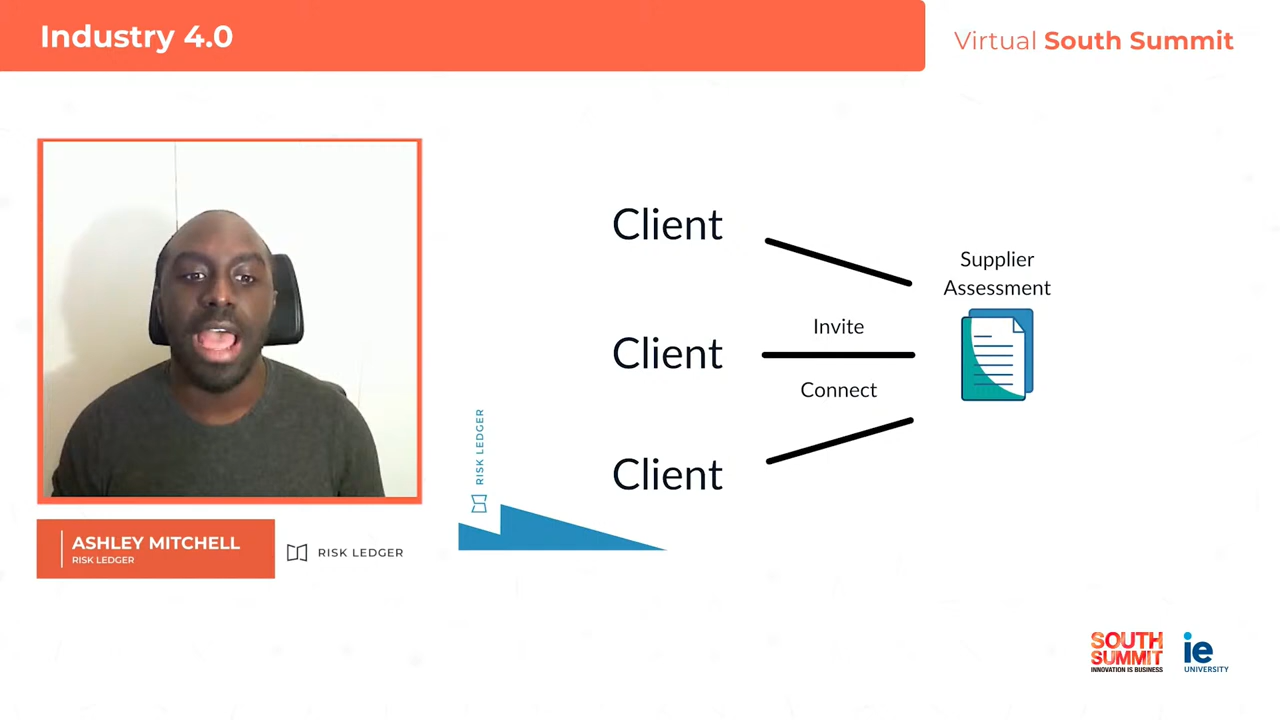 Industry 4.0
Virtual South Summit
Client
Supplier
Assessment
Invite
Client
Connect
Client
RISK LEDGER
ASHLEY MITCHELL
RISK LEDGER
RISK LEDGER
SOUTH
SUMMIT
INNOVATION IS BUSINESS
ie
UNIVERSITY